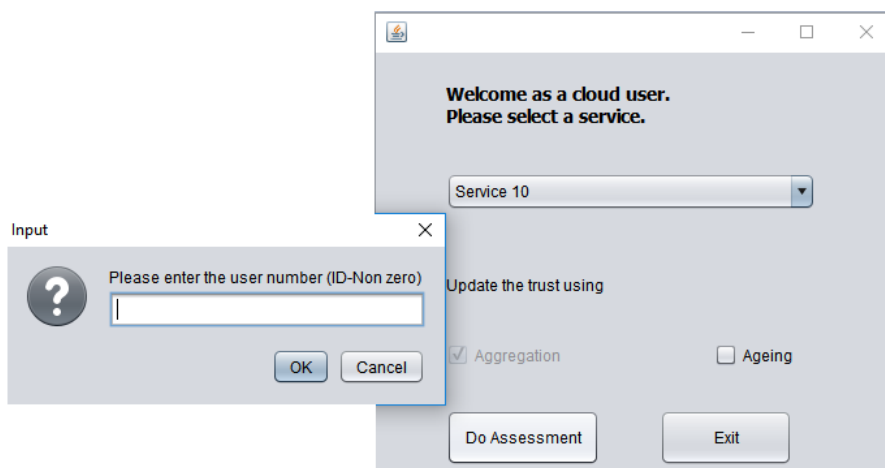 Welcome as a cloud user.
Please select a service.
Service 10
Input
Please enter the user number (ID-Non zero)
Update the trust using
Aggregation
Ageing
OK
Cancel
Do Assessment
Exit